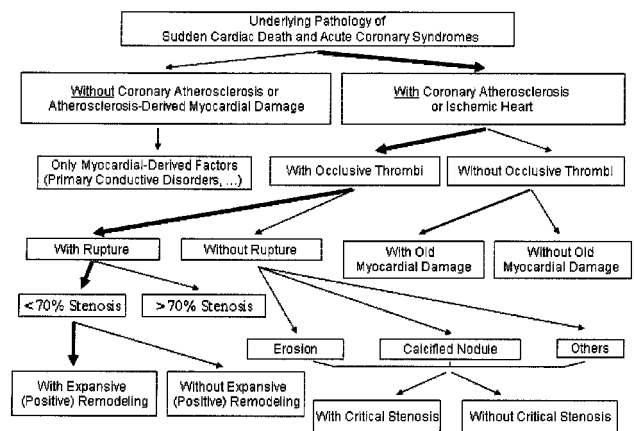 Underlying Pathology of
Sudden Cardiac Death and Acute Coronary Syndromes
Without Coronary Atherosclerosis or
Atherosclerosis-Derived Myocardial Damage
With Coronary Atherosclerosis
or Ischemic Heart
Only Myocardial-Derived Factors
(Primary Conductive Disorders, ...)
With Occlusive Thrombi
Without Occlusive Thrombi
With Rupture
Without Rupture
With Old
Myocardial Damage
Without Old
Myocardial Damage
<70% Stenosis
>70% Stenosis
Erosion
Calcified Nodule
Others
With Expansive
(Positive) Remodeling
Without Expansive
(Positive) Remodeling
With Critical Stenosis
Without Critical Stenosis